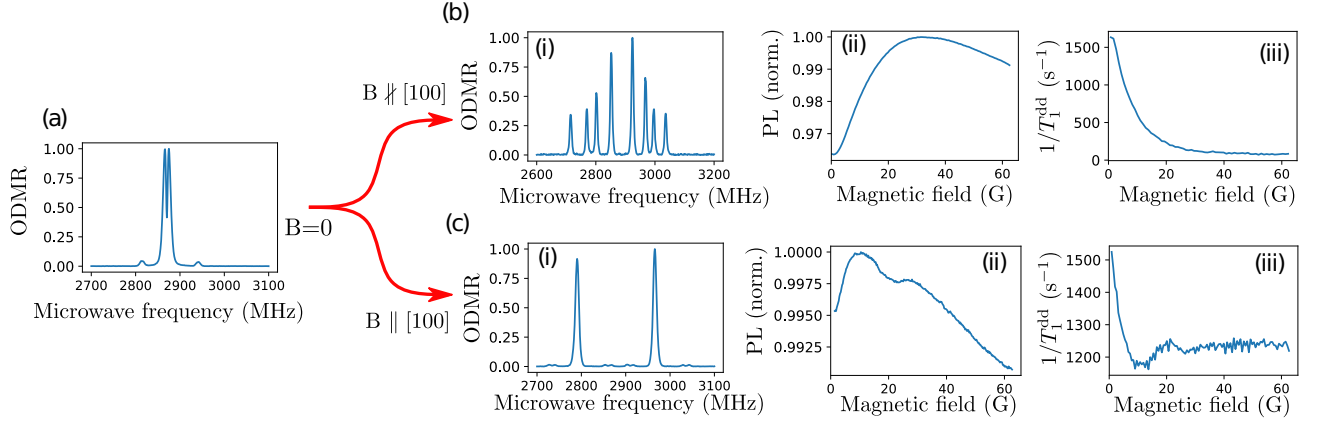 (a)
ODMR
1.00
0.75
0.50
0.25
0.00
2700 2800 2900 3000 3100
Microwave frequency (MHz)
B=0
B ∦ [100]
B ∥ [100]
(b)
(i)
ODMR
1.00
0.75
0.50
0.25
0.00
2600 2800 3000 3200
Microwave frequency (MHz)
(ii)
PL (norm.)
1.00
0.99
0.98
0.97
0 20 40 60
Magnetic field (G)
(iii)
1/T₁ᵈᵈ (s⁻¹)
1500
1000
500
0
0 20 40 60
Magnetic field (G)
(c)
(i)
ODMR
1.00
0.75
0.50
0.25
0.00
2700 2800 2900 3000 3100
Microwave frequency (MHz)
(ii)
PL (norm.)
1.0000
0.9975
0.9950
0.9925
0 20 40 60
Magnetic field (G)
(iii)
1/T₁ᵈᵈ (s⁻¹)
1500
1400
1300
1200
0 20 40 60
Magnetic field (G)